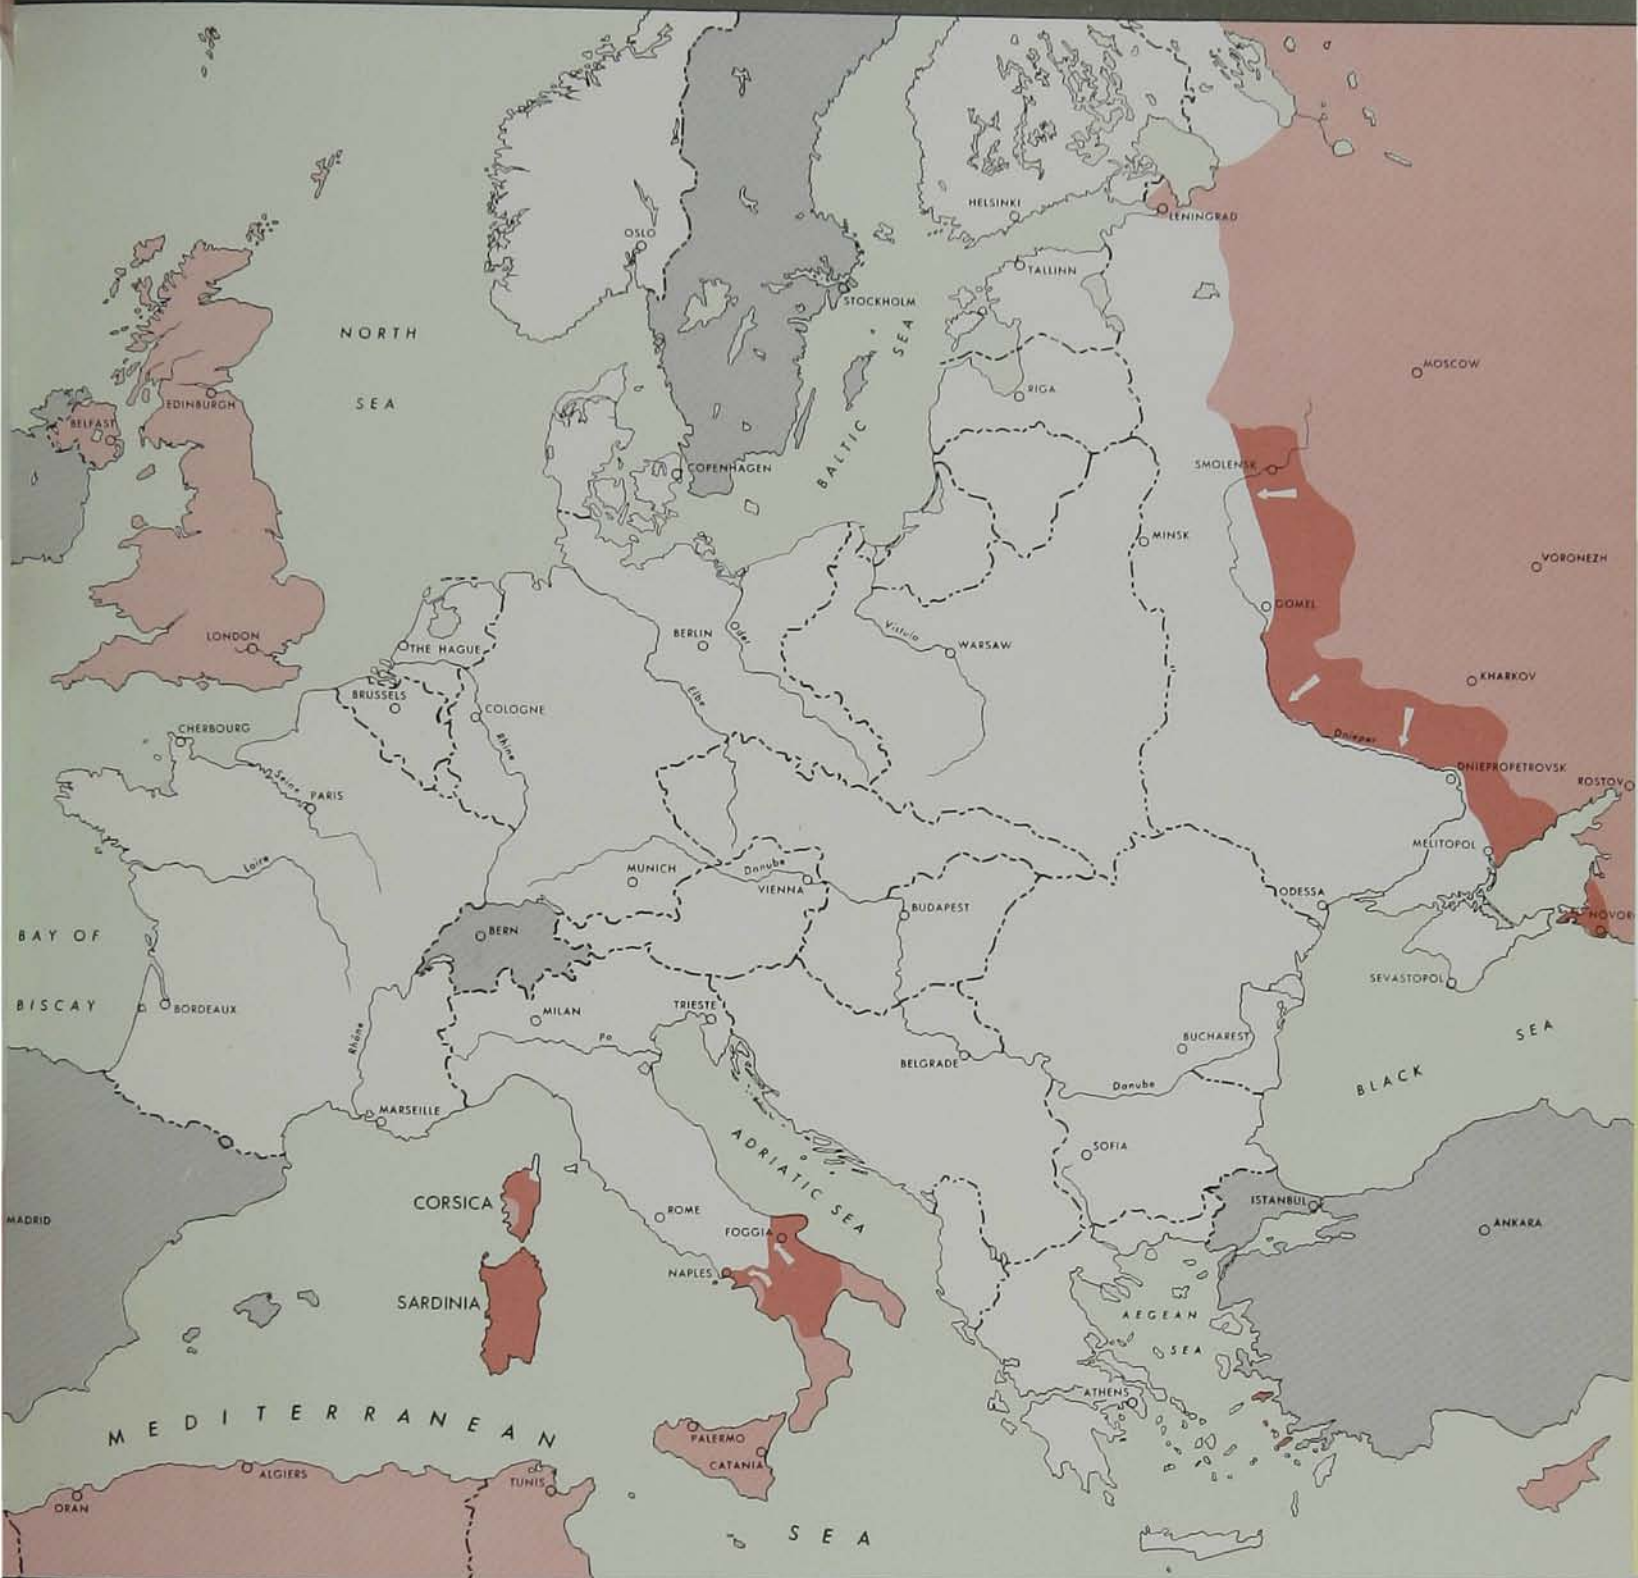 HELSINKI
LENINGRAD
OSLO
TALLINN
STOCKHOLM
NORTH
SEA
BALTIC SEA
MOSCOW
RIGA
EDINBURGH
BELFAST
COPENHAGEN
SMOLENSK
MINSK
VORONEZH
GOMEL
LONDON
THE HAGUE
BERLIN
Oder
Vistula
WARSAW
KHARKOV
BRUSSELS
COLOGNE
Elbe
Rhine
CHERBOURG
Dnieper
Seine
PARIS
DNIEPROPETROVSK
ROSTOV
MELITOPOL
Loire
MUNICH
Danube
VIENNA
ODESSA
BUDAPEST
NOVOR
BAY OF
BISCAY
BERN
SEVASTOPOL
BORDEAUX
MILAN
TRIESTE
Rhône
Po
BELGRADE
BUCHAREST
BLACK SEA
Danube
MARSEILLE
ADRIATIC SEA
SOFIA
CORSICA
ISTANBUL
MADRID
ROME
ANKARA
FOGGIA
NAPLES
SARDINIA
AEGEAN
SEA
ATHENS
MEDITERRANEAN
PALERMO
CATANIA
ALGIERS
TUNIS
ORAN
SEA